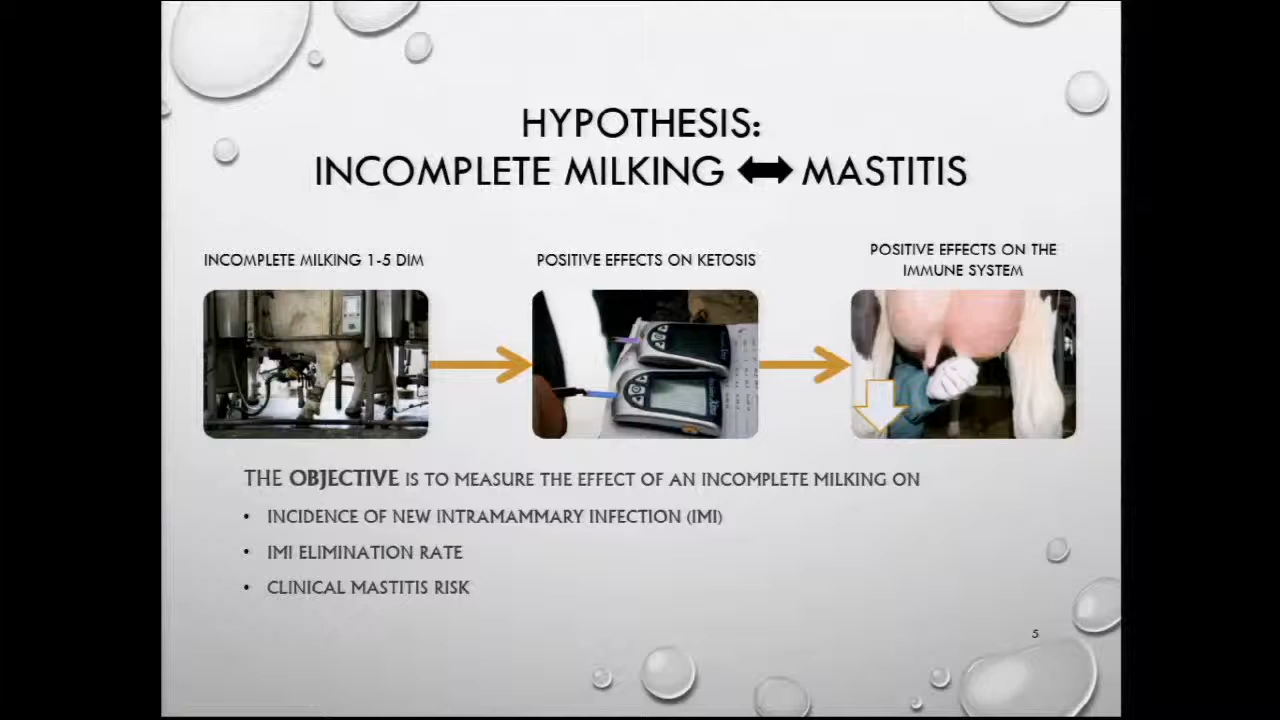 HYPOTHESIS:
INCOMPLETE MILKING ⬌ MASTITIS
INCOMPLETE MILKING 1-5 DIM
POSITIVE EFFECTS ON KETOSIS
POSITIVE EFFECTS ON THE
IMMUNE SYSTEM
THE OBJECTIVE IS TO MEASURE THE EFFECT OF AN INCOMPLETE MILKING ON
• INCIDENCE OF NEW INTRAMAMMARY INFECTION (IMI)
• IMI ELIMINATION RATE
• CLINICAL MASTITIS RISK
5